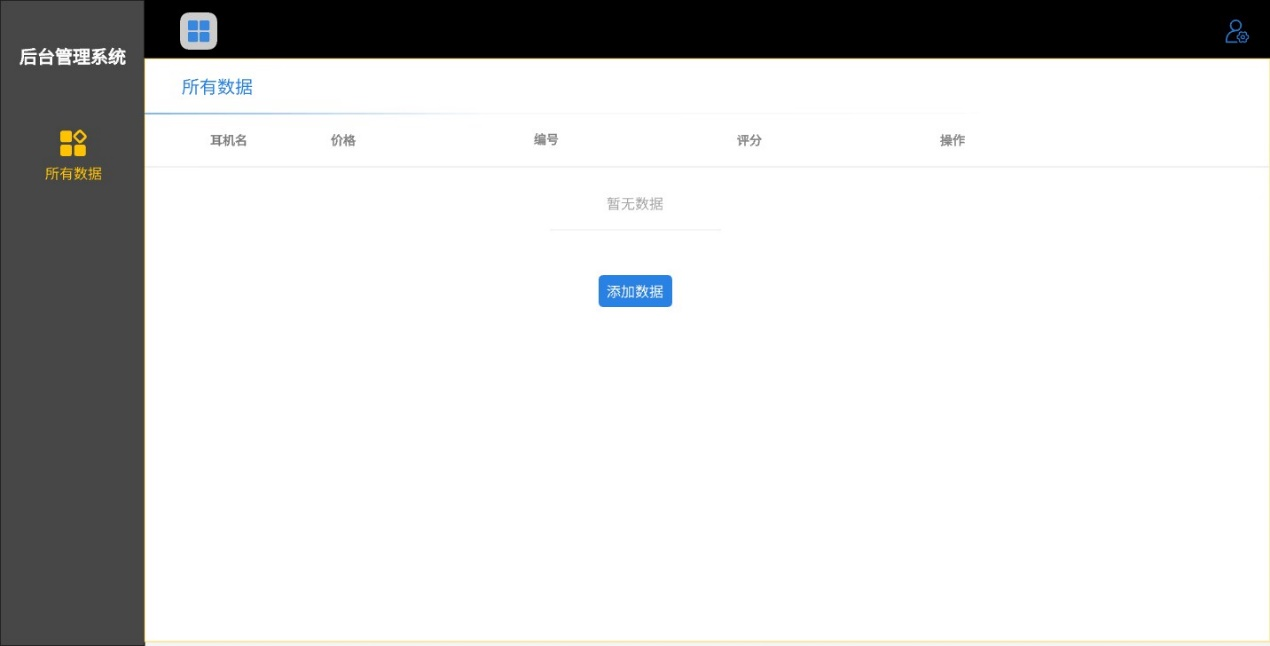 后台管理系统
所有数据
所有数据
耳机名 价格 编号 评分 操作
暂无数据
添加数据